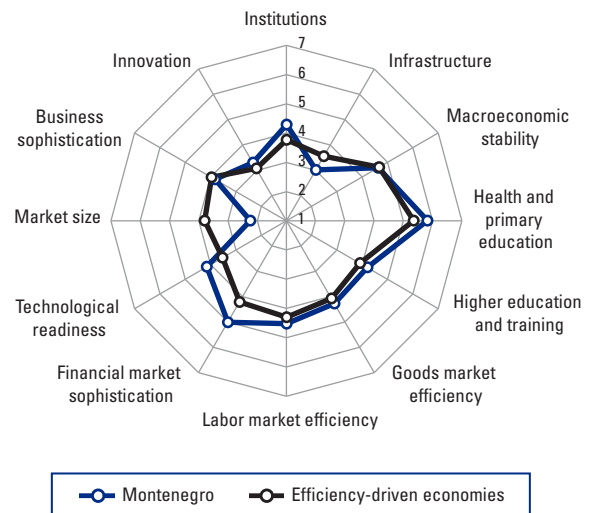 Institutions
7
6
5
4
3
2
1
Infrastructure
Macroeconomic
stability
Health and
primary
education
Higher education
and training
Goods market
efficiency
Labor market efficiency
Financial market
sophistication
Technological
readiness
Market size
Business
sophistication
Innovation
Montenegro
Efficiency-driven economies